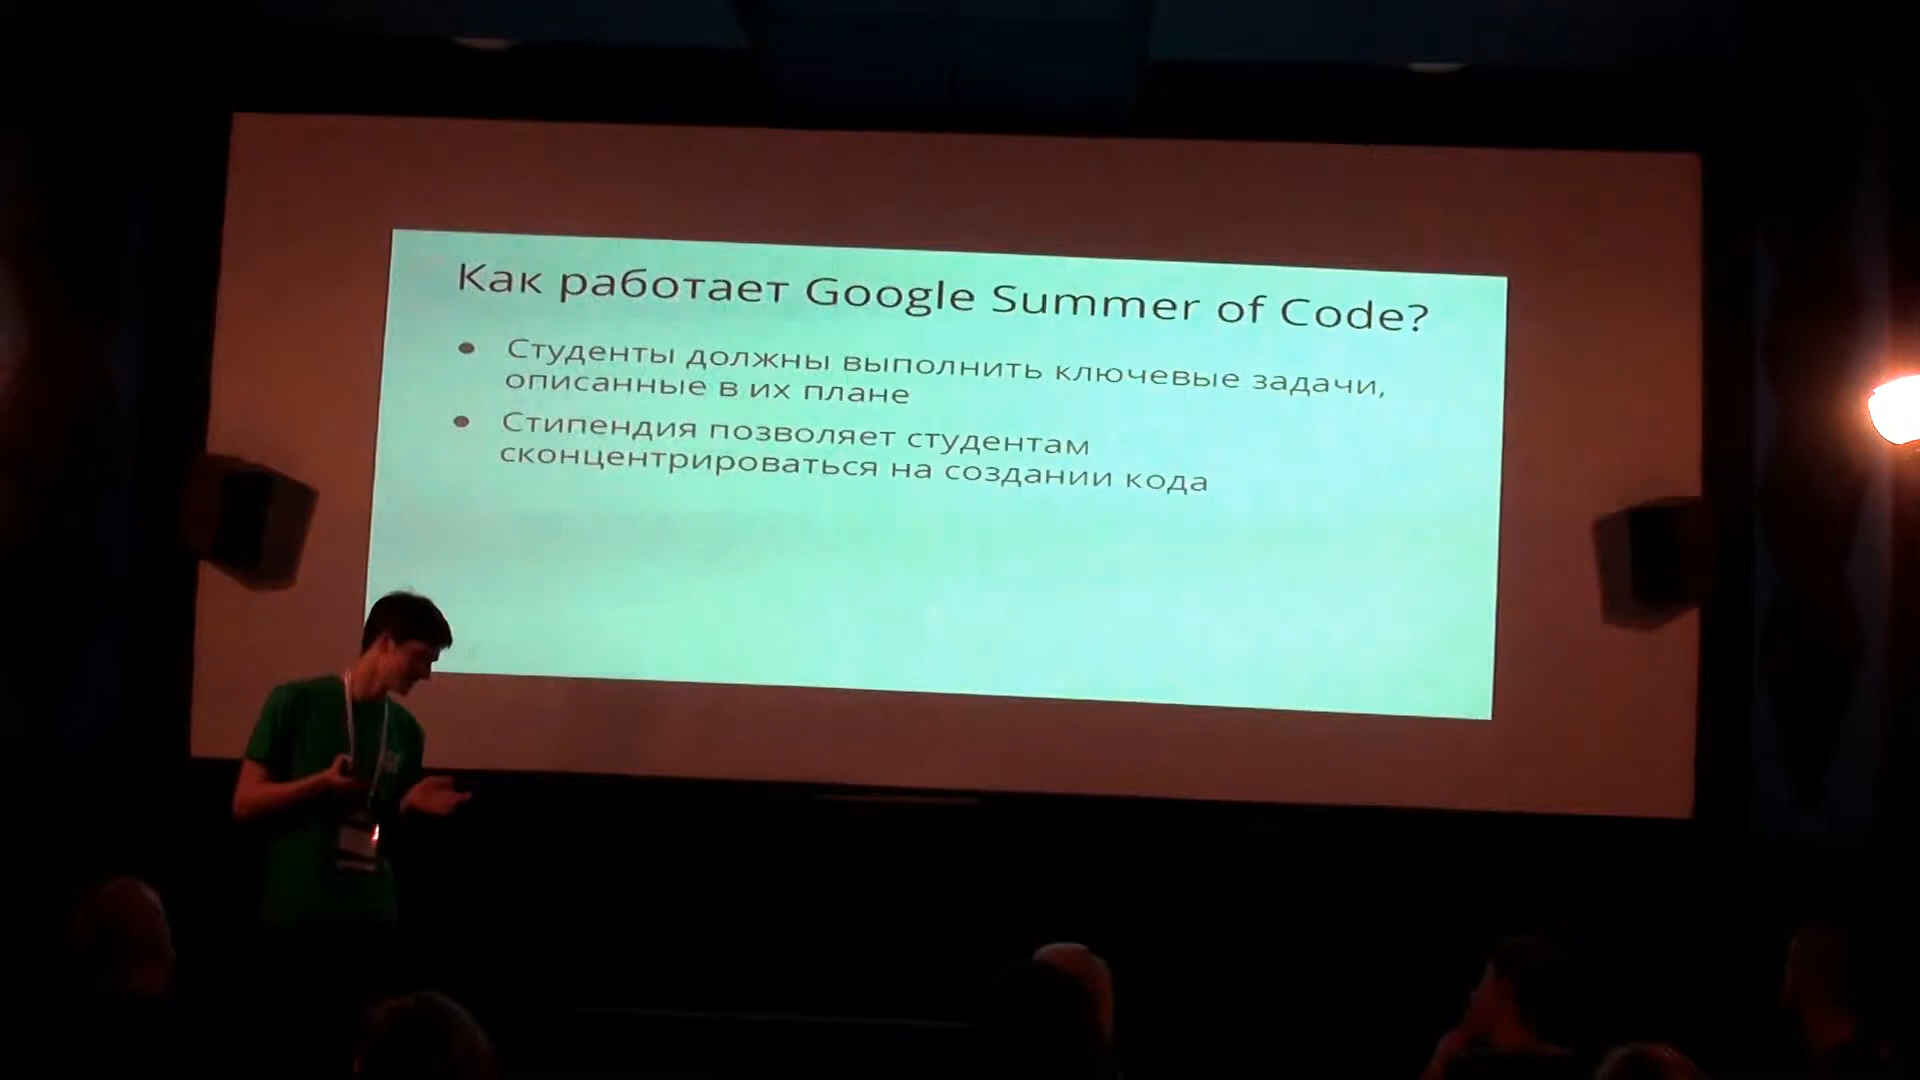 Как работает Google Summer of Code?
Студенты должны выполнить ключевые задачи,
описанные в их плане
Стипендия позволяет студентам
сконцентрироваться на создании кода